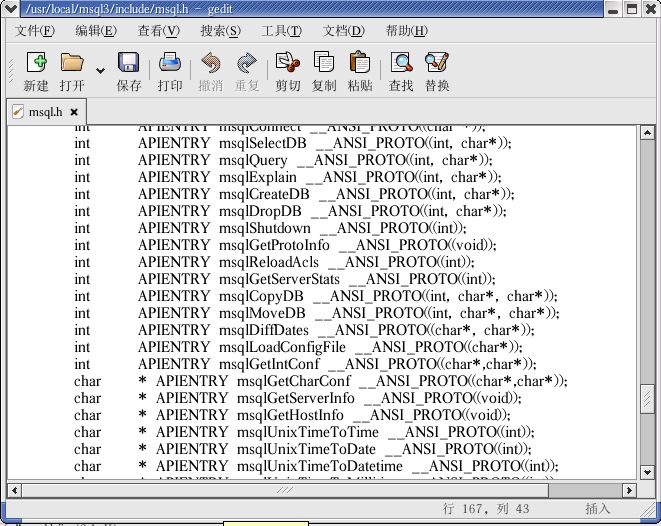 /usr/local/msql3/include/msql.h - gedit
文件(F) 编辑(E) 查看(V) 搜索(S) 工具(T) 文档(D) 帮助(H)
新建 打开 保存 打印 撤消 重复 剪切 复制 粘贴 查找 替换
msql.h
int APIENTRY msqlConnect __ANSI_PROTO((char *));
int APIENTRY msqlSelectDB __ANSI_PROTO((int, char*));
int APIENTRY msqlQuery __ANSI_PROTO((int, char*));
int APIENTRY msqlExplain __ANSI_PROTO((int, char*));
int APIENTRY msqlCreateDB __ANSI_PROTO((int, char*));
int APIENTRY msqlDropDB __ANSI_PROTO((int, char*));
int APIENTRY msqlShutdown __ANSI_PROTO((int));
int APIENTRY msqlGetProtoInfo __ANSI_PROTO((void));
int APIENTRY msqlReloadAcls __ANSI_PROTO((int));
int APIENTRY msqlGetServerStats __ANSI_PROTO((int));
int APIENTRY msqlCopyDB __ANSI_PROTO((int, char*, char*));
int APIENTRY msqlMoveDB __ANSI_PROTO((int, char*, char*));
int APIENTRY msqlDiffDates __ANSI_PROTO((char*, char*));
int APIENTRY msqlLoadConfigFile __ANSI_PROTO((char*));
int APIENTRY msqlGetIntConf __ANSI_PROTO((char*,char*));
char * APIENTRY msqlGetCharConf __ANSI_PROTO((char*,char*));
char * APIENTRY msqlGetServerInfo __ANSI_PROTO((void));
char * APIENTRY msqlGetHostInfo __ANSI_PROTO((void));
char * APIENTRY msqlUnixTimeToTime __ANSI_PROTO((int));
char * APIENTRY msqlUnixTimeToDate __ANSI_PROTO((int));
char * APIENTRY msqlUnixTimeToDatetime __ANSI_PROTO((int));
行 167, 列 43 插入